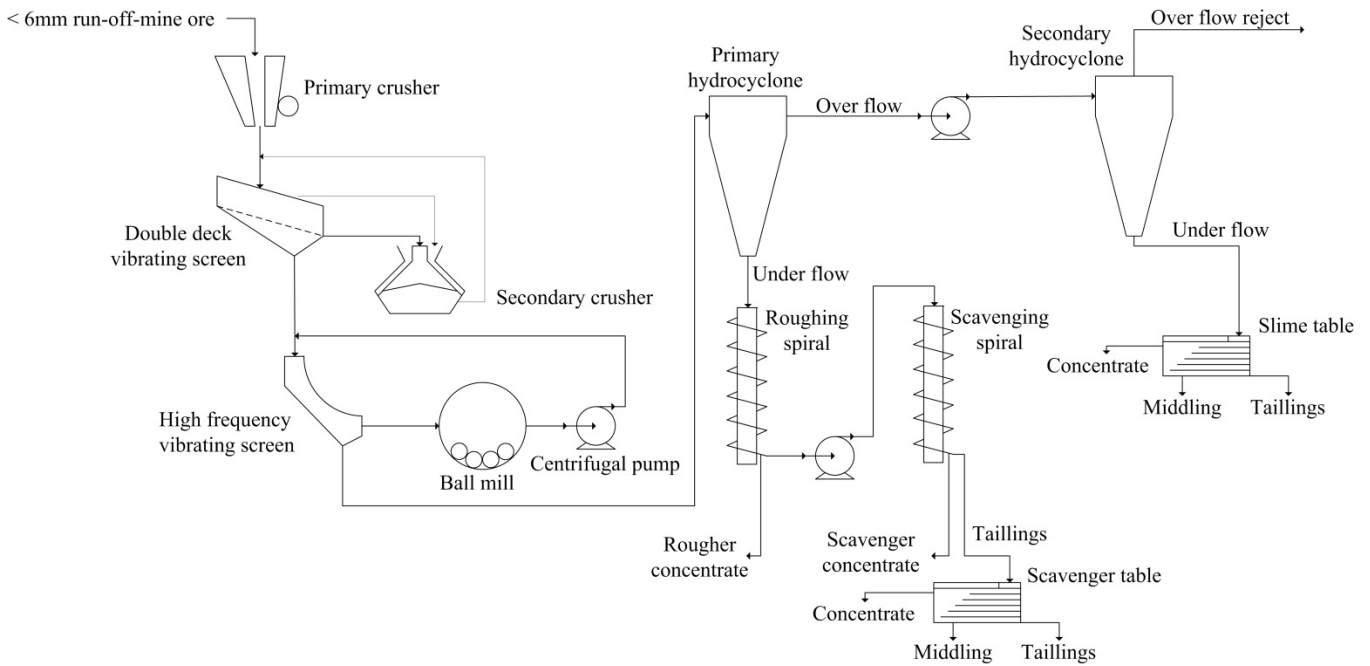 < 6mm run-off-mine ore
Primary crusher
Double deck
vibrating screen
Secondary crusher
High frequency
vibrating screen
Ball mill
Centrifugal pump
Primary
hydrocyclone
Over flow
Under flow
Roughing
spiral
Rougher
concentrate
Scavenging
spiral
Scavenger
concentrate
Taillings
Scavenger table
Concentrate
Middling
Taillings
Secondary
hydrocyclone
Over flow reject
Under flow
Slime table
Concentrate
Middling
Taillings